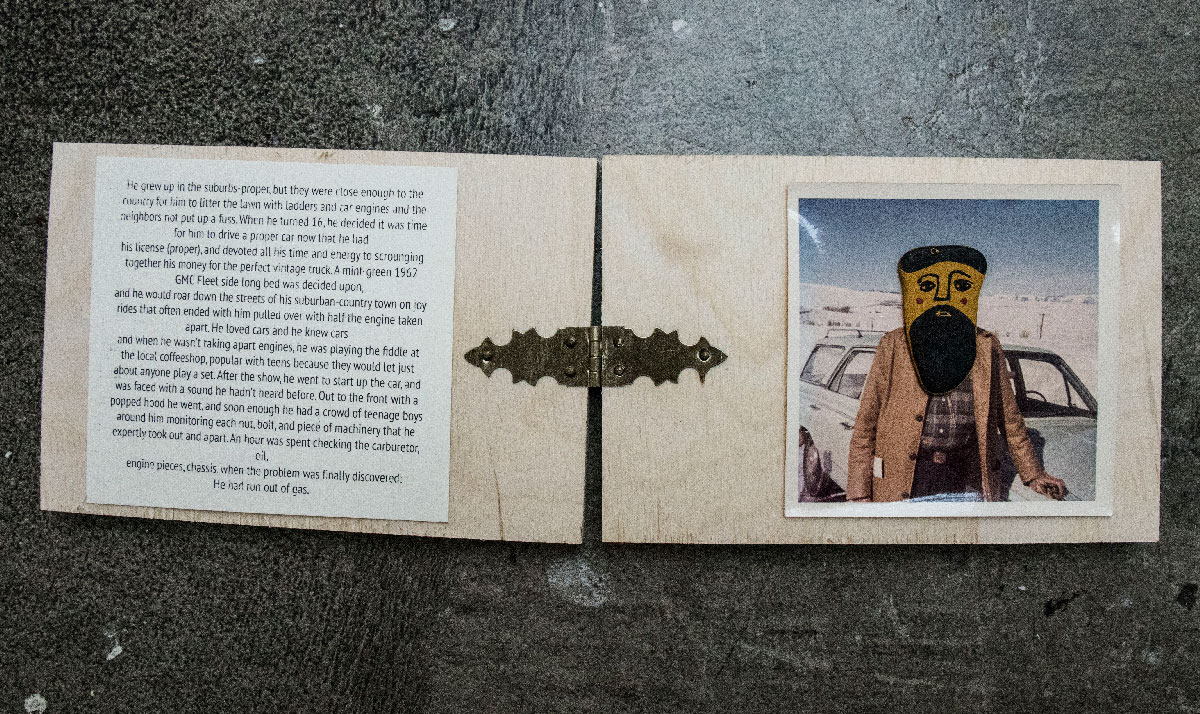 He grew up in the suburbs-proper, but they were close enough to the
country for him to litter the lawn with ladders and car engines and the
neighbors not put up a fuss. When he turned 16, he decided it was time
for him to drive a proper car now that he had
his license (proper), and devoted all his time and energy to scrounging
together his money for the perfect vintage truck. A mint-green 1962
GMC Fleet side long bed was decided upon,
and he would roar down the streets of his suburban-country town on joy
rides that often ended with him pulled over with half the engine taken
apart. He loved cars and he knew cars
and when he wasn't taking apart engines, he was playing the fiddle at
the local coffeeshop, popular with teens because they would let just
about anyone play a set. After the show, he went to start up the car, and
was faced with a sound he hadn't heard before. Out to the front with a
popped hood he went, and soon enough he had a crowd of teenage boys
around him monitoring each nut, bolt, and piece of machinery that he
expertly took out and apart. An hour was spent checking the carburetor,
oil,
engine pieces, chassis, when the problem was finally discovered:
He had run out of gas.